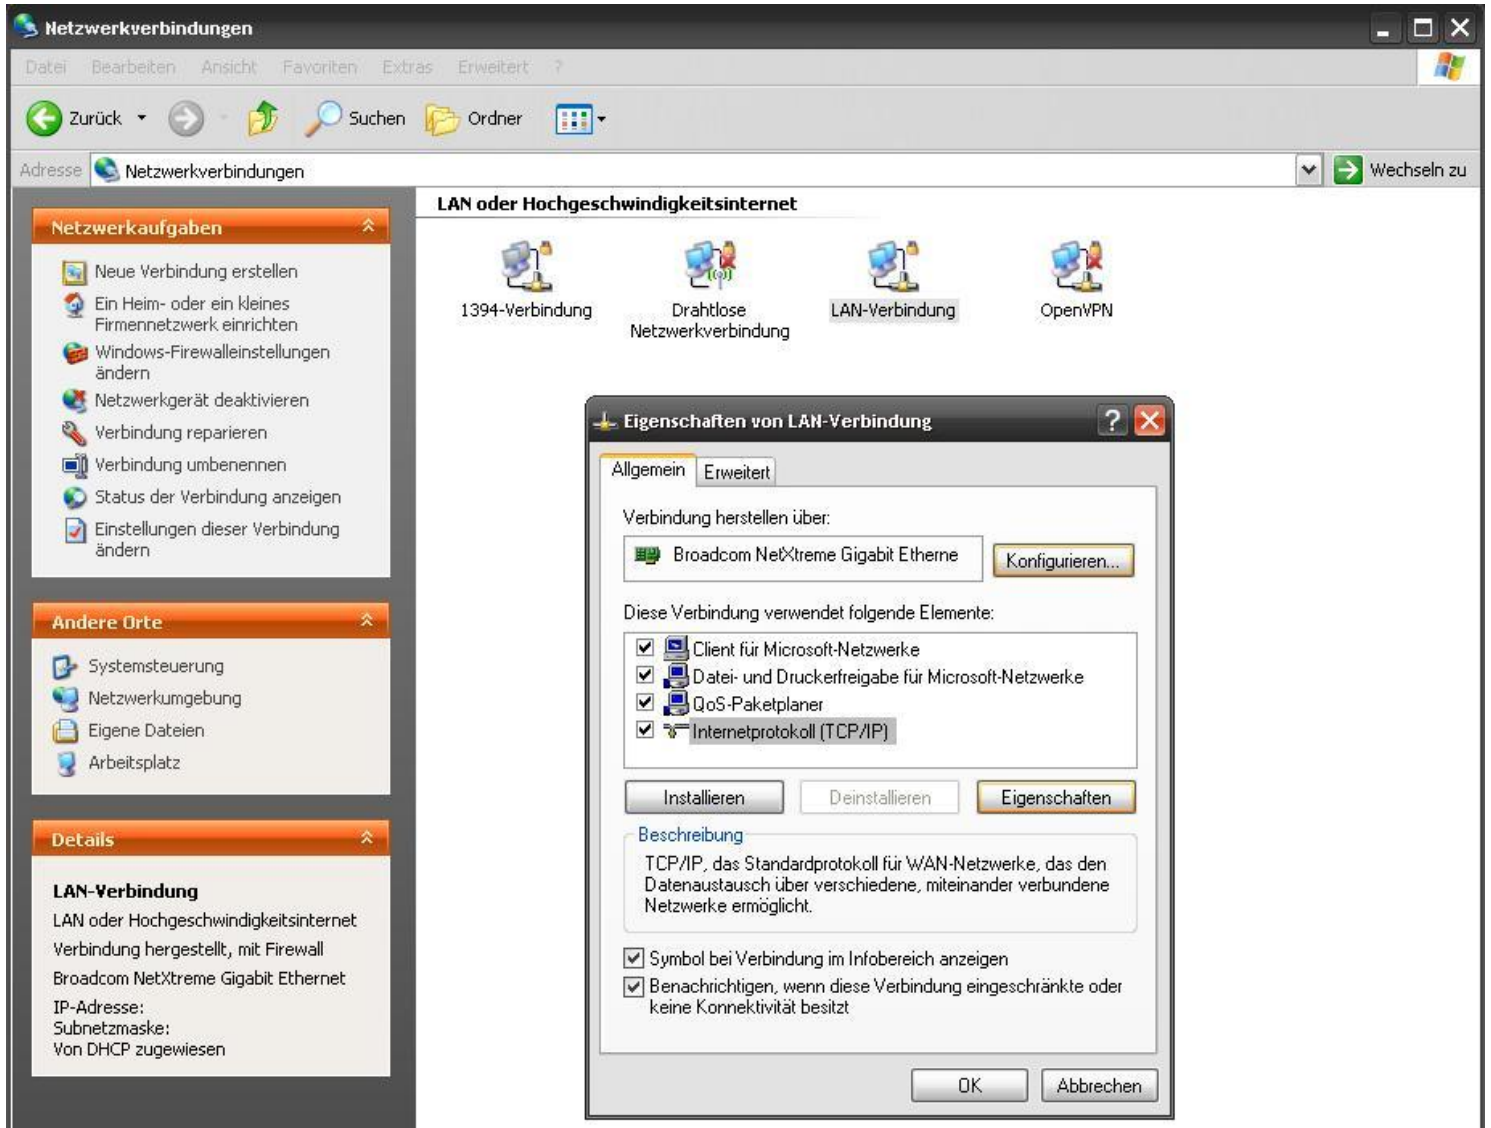 Netzwerkverbindungen
Datei Bearbeiten Ansicht Favoriten Extras Erweitert ?
Zurück Suchen Ordner
Adresse Netzwerkverbindungen Wechseln zu
Netzwerkaufgaben
Neue Verbindung erstellen
Ein Heim- oder ein kleines
Firmennetzwerk einrichten
Windows-Firewalleinstellungen
ändern
Netzwerkgerät deaktivieren
Verbindung reparieren
Verbindung umbenennen
Status der Verbindung anzeigen
Einstellungen dieser Verbindung
ändern
Andere Orte
Systemsteuerung
Netzwerkumgebung
Eigene Dateien
Arbeitsplatz
Details
LAN-Verbindung
LAN oder Hochgeschwindigkeitsinternet
Verbindung hergestellt, mit Firewall
Broadcom NetXtreme Gigabit Ethernet
IP-Adresse:
Subnetzmaske:
Von DHCP zugewiesen
LAN oder Hochgeschwindigkeitsinternet
1394-Verbindung
Drahtlose
Netzwerkverbindung
LAN-Verbindung
OpenVPN
Eigenschaften von LAN-Verbindung
Allgemein Erweitert
Verbindung herstellen über:
Broadcom NetXtreme Gigabit Etherne Konfigurieren...
Diese Verbindung verwendet folgende Elemente:
Client für Microsoft-Netzwerke
Datei- und Druckerfreigabe für Microsoft-Netzwerke
QoS-Paketplaner
Internetprotokoll (TCP/IP)
Installieren Deinstallieren Eigenschaften
Beschreibung
TCP/IP, das Standardprotokoll für WAN-Netzwerke, das den
Datenaustausch über verschiedene, miteinander verbundene
Netzwerke ermöglicht.
Symbol bei Verbindung im Infobereich anzeigen
Benachrichtigen, wenn diese Verbindung eingeschränkte oder
keine Konnektivität besitzt
OK Abbrechen